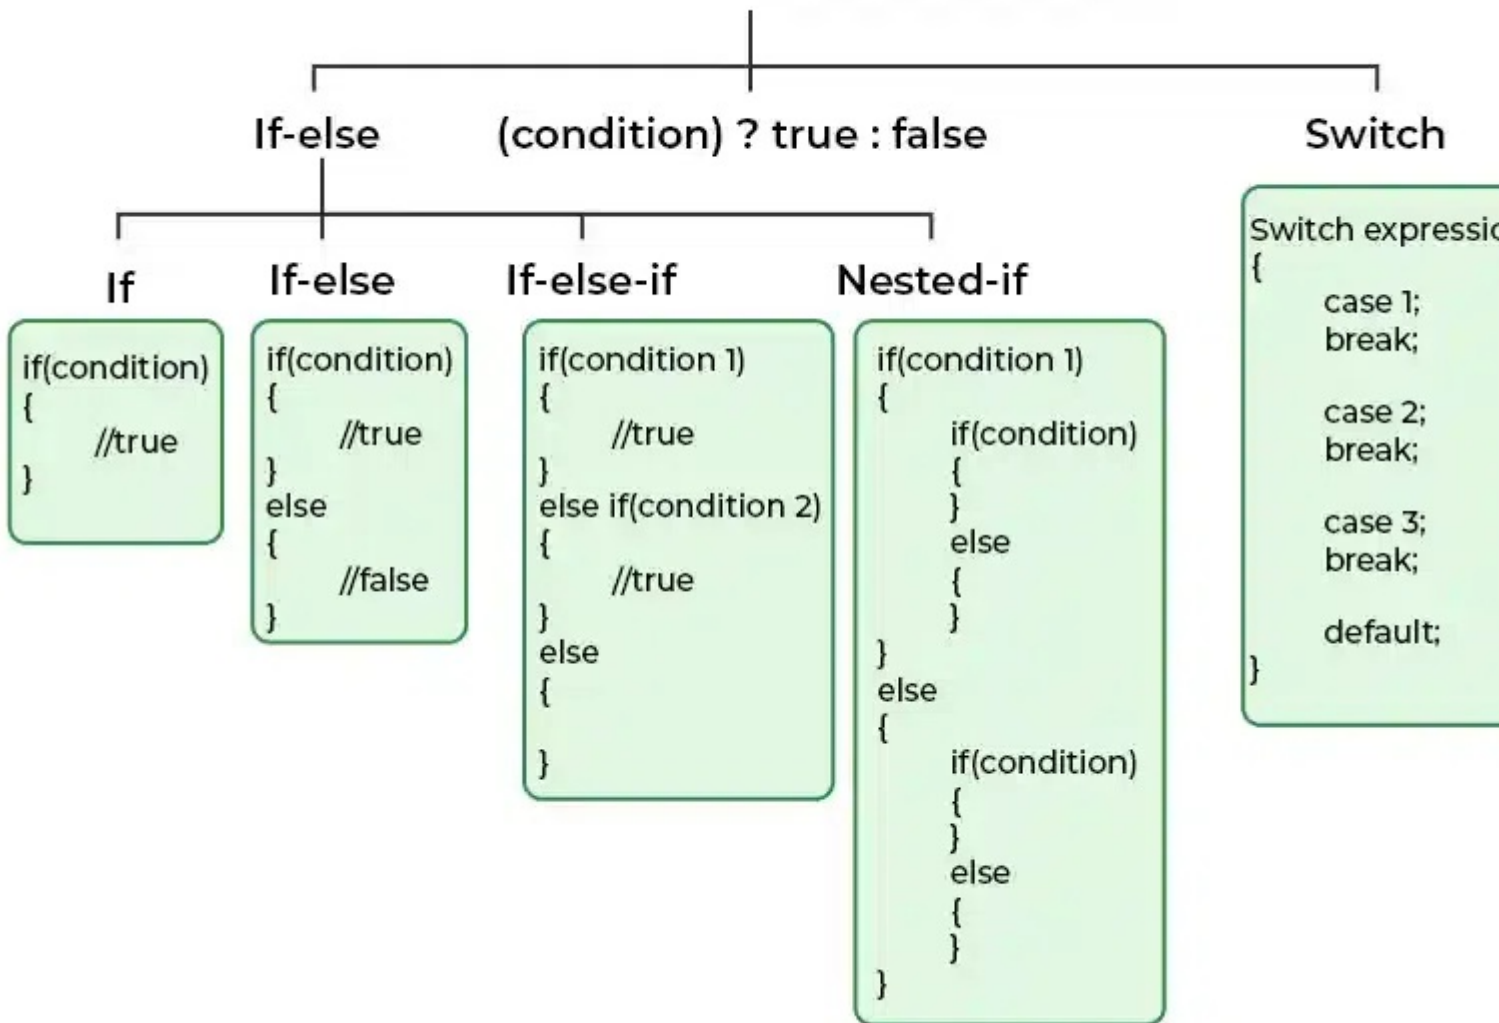 If-else
(condition) ? true : false
Switch
If
if(condition)
{
//true
}
If-else
if(condition)
{
//true
}
else
{
//false
}
If-else-if
if(condition 1)
{
//true
}
else if(condition 2)
{
//true
}
else
{
}
Nested-if
if(condition 1)
{
if(condition)
{
}
else
{
}
}
else
{
if(condition)
{
}
else
{
}
}
Switch
{
case 1;
break;
case 2;
break;
case 3;
break;
default;
}